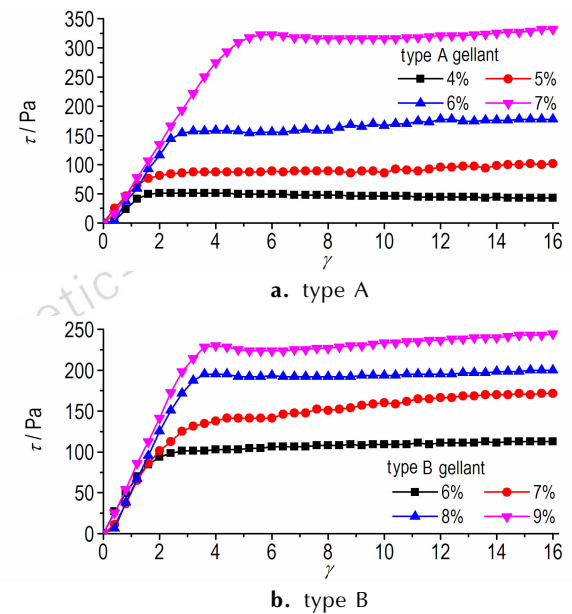 350
300
250
200
150
100
50
0
τ / Pa
type A gellant
4% 5%
6% 7%
0 2 4 6 8 10 12 14 16
γ
a. type A
etic-
250
200
150
100
50
0
τ / Pa
type B gellant
6% 7%
8% 9%
0 2 4 6 8 10 12 14 16
γ
b. type B